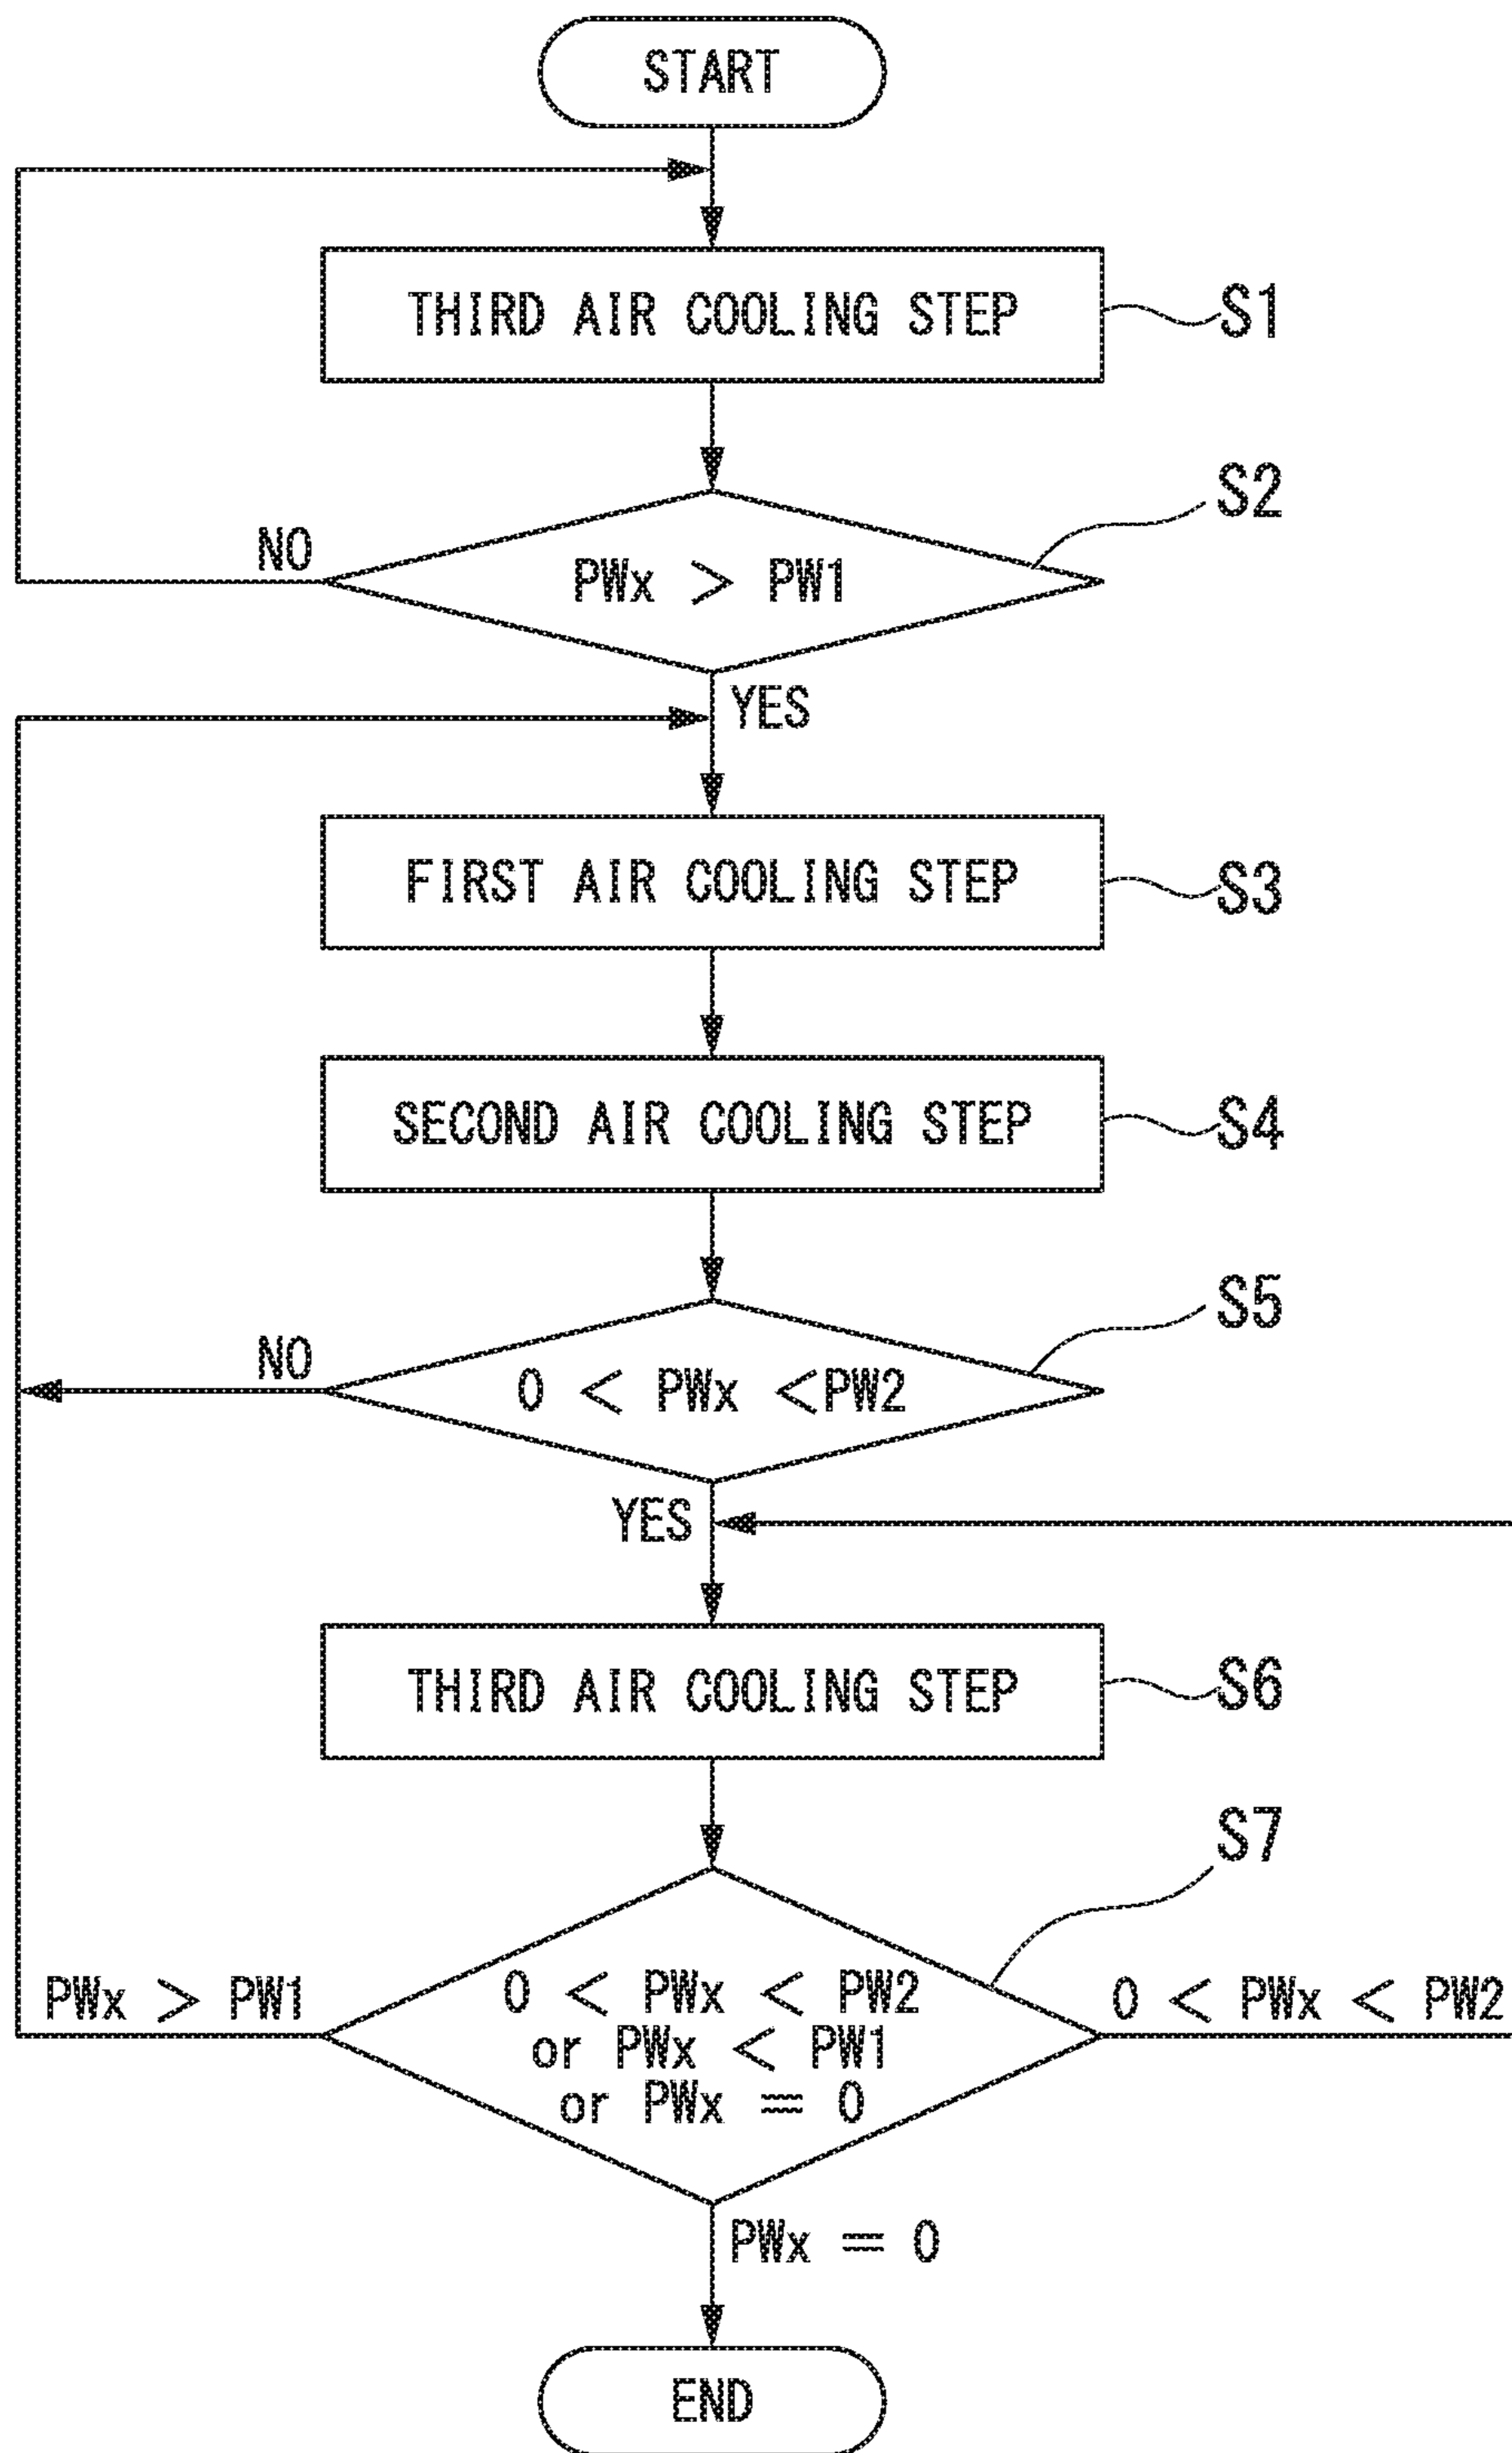 START
THIRD AIR COOLING STEP
S1
S2
NO
PWx > PW1
YES
FIRST AIR COOLING STEP
S3
SECOND AIR COOLING STEP
S4
S5
NO
0 < PWx <PW2
YES
THIRD AIR COOLING STEP
S6
S7
PWx > PW1
0 < PWx < PW2
or PWx < PW1
or PWx = 0
0 < PWx < PW2
PWx = 0
END